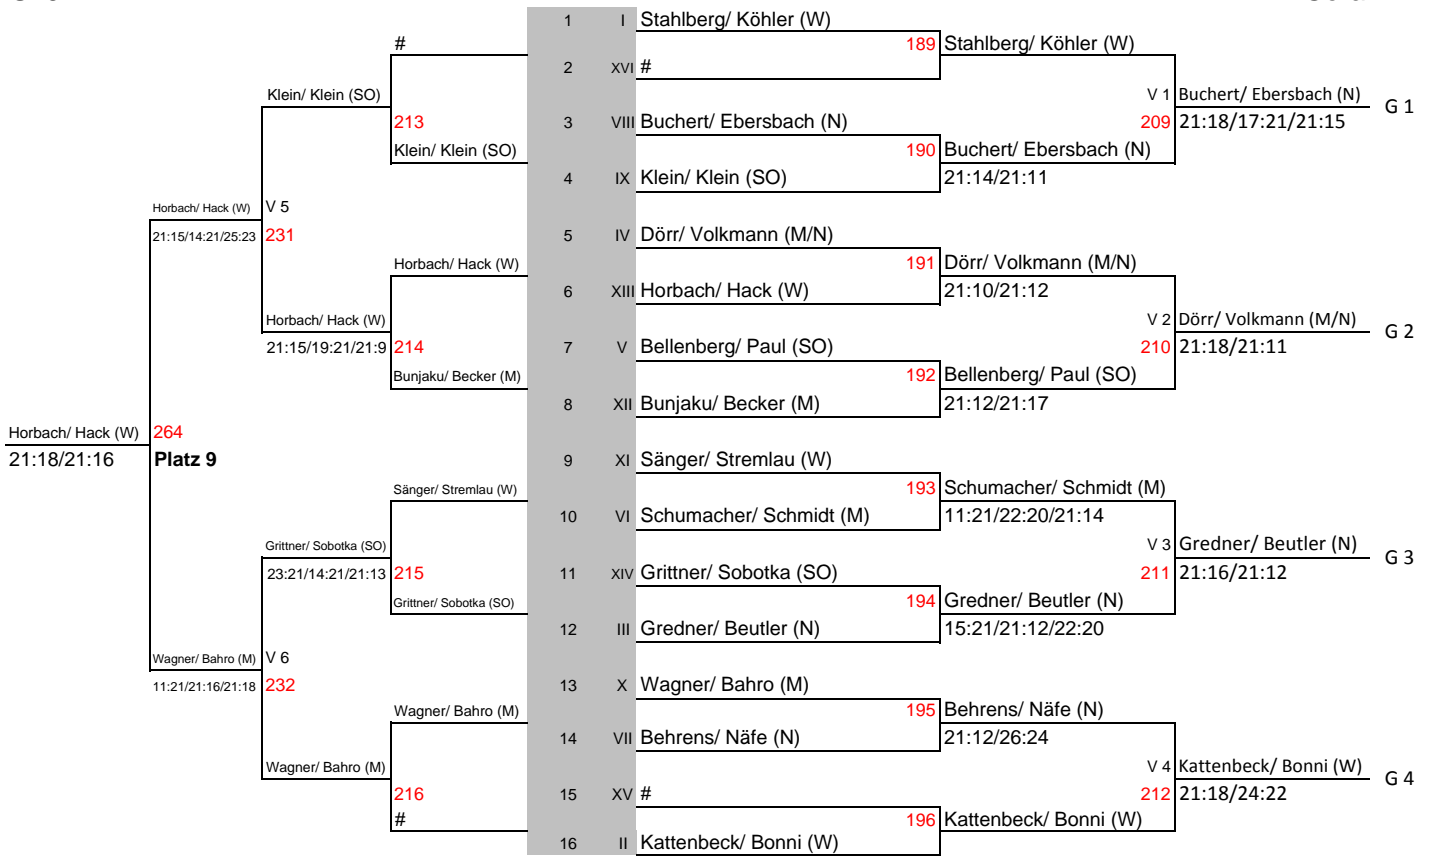 1 I Stahlberg/ Köhler (W)
# 189 Stahlberg/ Köhler (W)
2 XVI #
Klein/ Klein (SO) V 1 Buchert/ Ebersbach (N) G 1
213 3 VIII Buchert/ Ebersbach (N) 209 21:18/17:21/21:15
Klein/ Klein (SO) 190 Buchert/ Ebersbach (N)
4 IX Klein/ Klein (SO) 21:14/21:11
Horbach/ Hack (W) V 5
21:15/14:21/25:23 231 5 IV Dörr/ Volkmann (M/N)
Horbach/ Hack (W) 191 Dörr/ Volkmann (M/N)
6 XIII Horbach/ Hack (W) 21:10/21:12
Horbach/ Hack (W) V 2 Dörr/ Volkmann (M/N) G 2
21:15/19:21/21:9 214 7 V Bellenberg/ Paul (SO) 210 21:18/21:11
Bunjaku/ Becker (M) 192 Bellenberg/ Paul (SO)
8 XII Bunjaku/ Becker (M) 21:12/21:17
Horbach/ Hack (W) 264
21:18/21:16 Platz 9 9 XI Sänger/ Stremlau (W)
Sänger/ Stremlau (W) 193 Schumacher/ Schmidt (M)
10 VI Schumacher/ Schmidt (M) 11:21/22:20/21:14
Grittner/ Sobotka (SO) V 3 Gredner/ Beutler (N) G 3
23:21/14:21/21:13 215 11 XIV Grittner/ Sobotka (SO) 211 21:16/21:12
Grittner/ Sobotka (SO) 194 Gredner/ Beutler (N)
12 III Gredner/ Beutler (N) 15:21/21:12/22:20
Wagner/ Bahro (M) V 6
11:21/21:16/21:18 232 13 X Wagner/ Bahro (M)
Wagner/ Bahro (M) 195 Behrens/ Näfe (N)
14 VII Behrens/ Näfe (N) 21:12/26:24
Wagner/ Bahro (M) V 4 Kattenbeck/ Bonni (W) G 4
216 15 XV # 212 21:18/24:22
# 196 Kattenbeck/ Bonni (W)
16 II Kattenbeck/ Bonni (W)